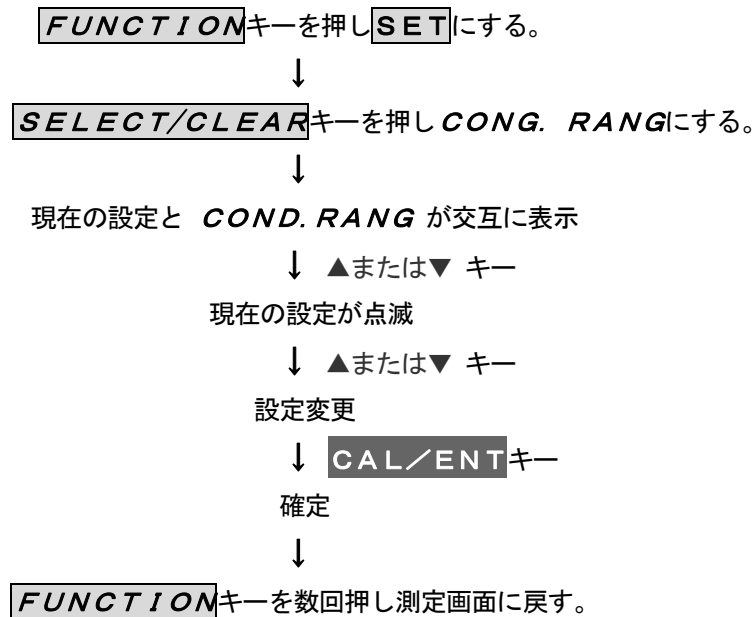 FUNCTIONキーを押しSETにする。
↓
SELECT/CLEARキーを押しCONG. RANGにする。
↓
現在の設定と COND.RANG が交互に表示
↓ ▲または▼ キー
現在の設定が点滅
↓ ▲または▼ キー
設定変更
↓ CAL/ENTキー
確定
↓
FUNCTIONキーを数回押し測定画面に戻す。